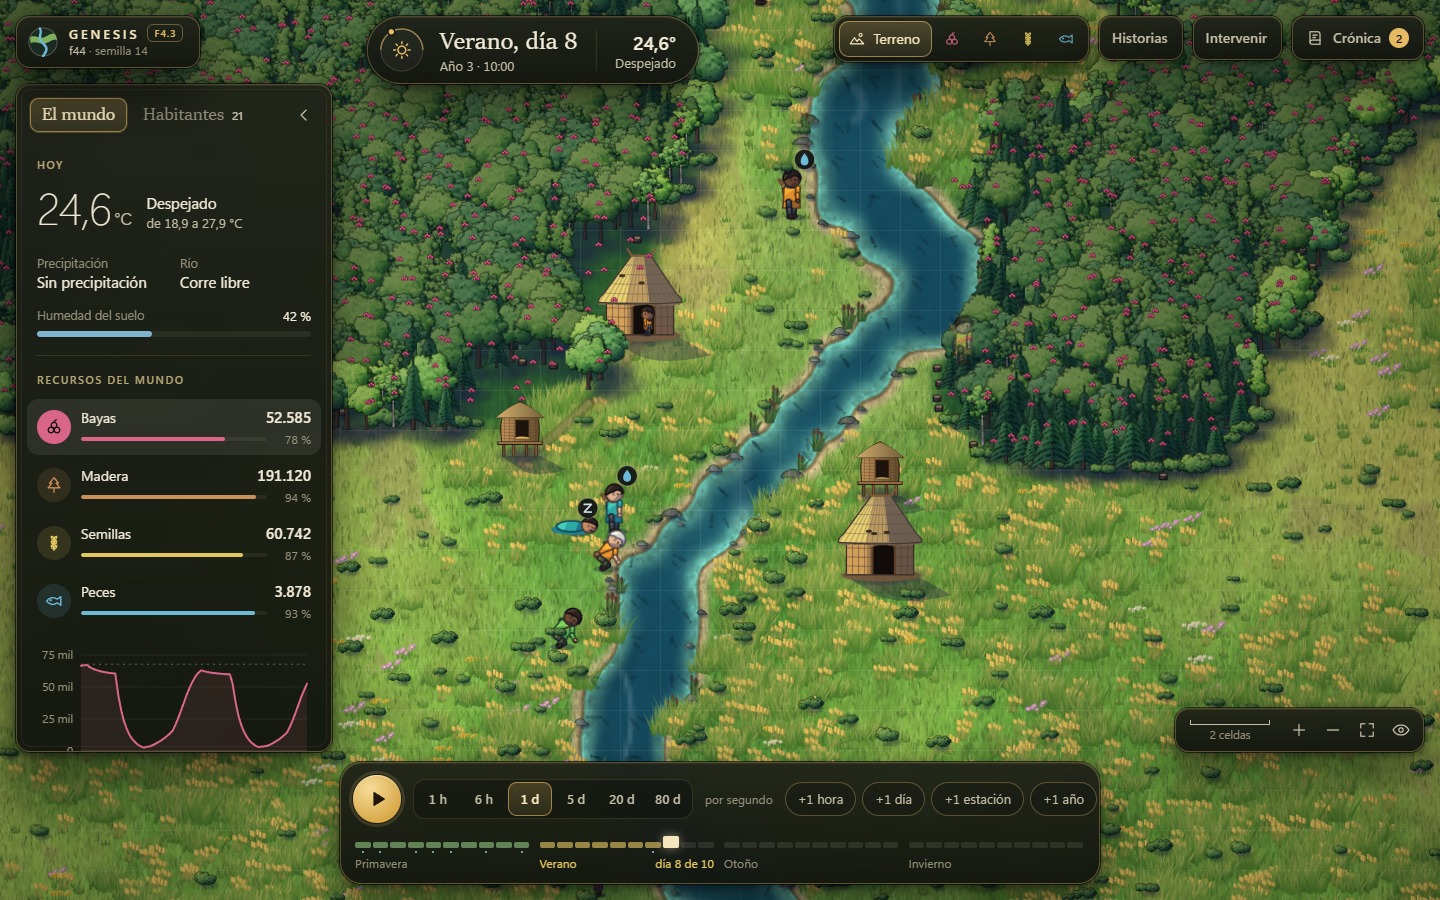 GENESIS F4.3
f44 · semilla 14
Verano, día 8
Año 3 · 10:00
24,6°
Despejado
Terreno
Historias
Intervenir
Crónica 2
El mundo
Habitantes 21
HOY
24,6 °C
Despejado
de 18,9 a 27,9 °C
Precipitación
Sin precipitación
Río
Corre libre
Humedad del suelo 42 %
RECURSOS DEL MUNDO
Bayas 52.585
78 %
Madera 191.120
94 %
Semillas 60.742
87 %
Peces 3.878
93 %
75 mil
50 mil
25 mil
0
Z
2 celdas
1 h 6 h 1 d 5 d 20 d 80 d por segundo +1 hora +1 día +1 estación +1 año
Primavera Verano día 8 de 10 Otoño Invierno